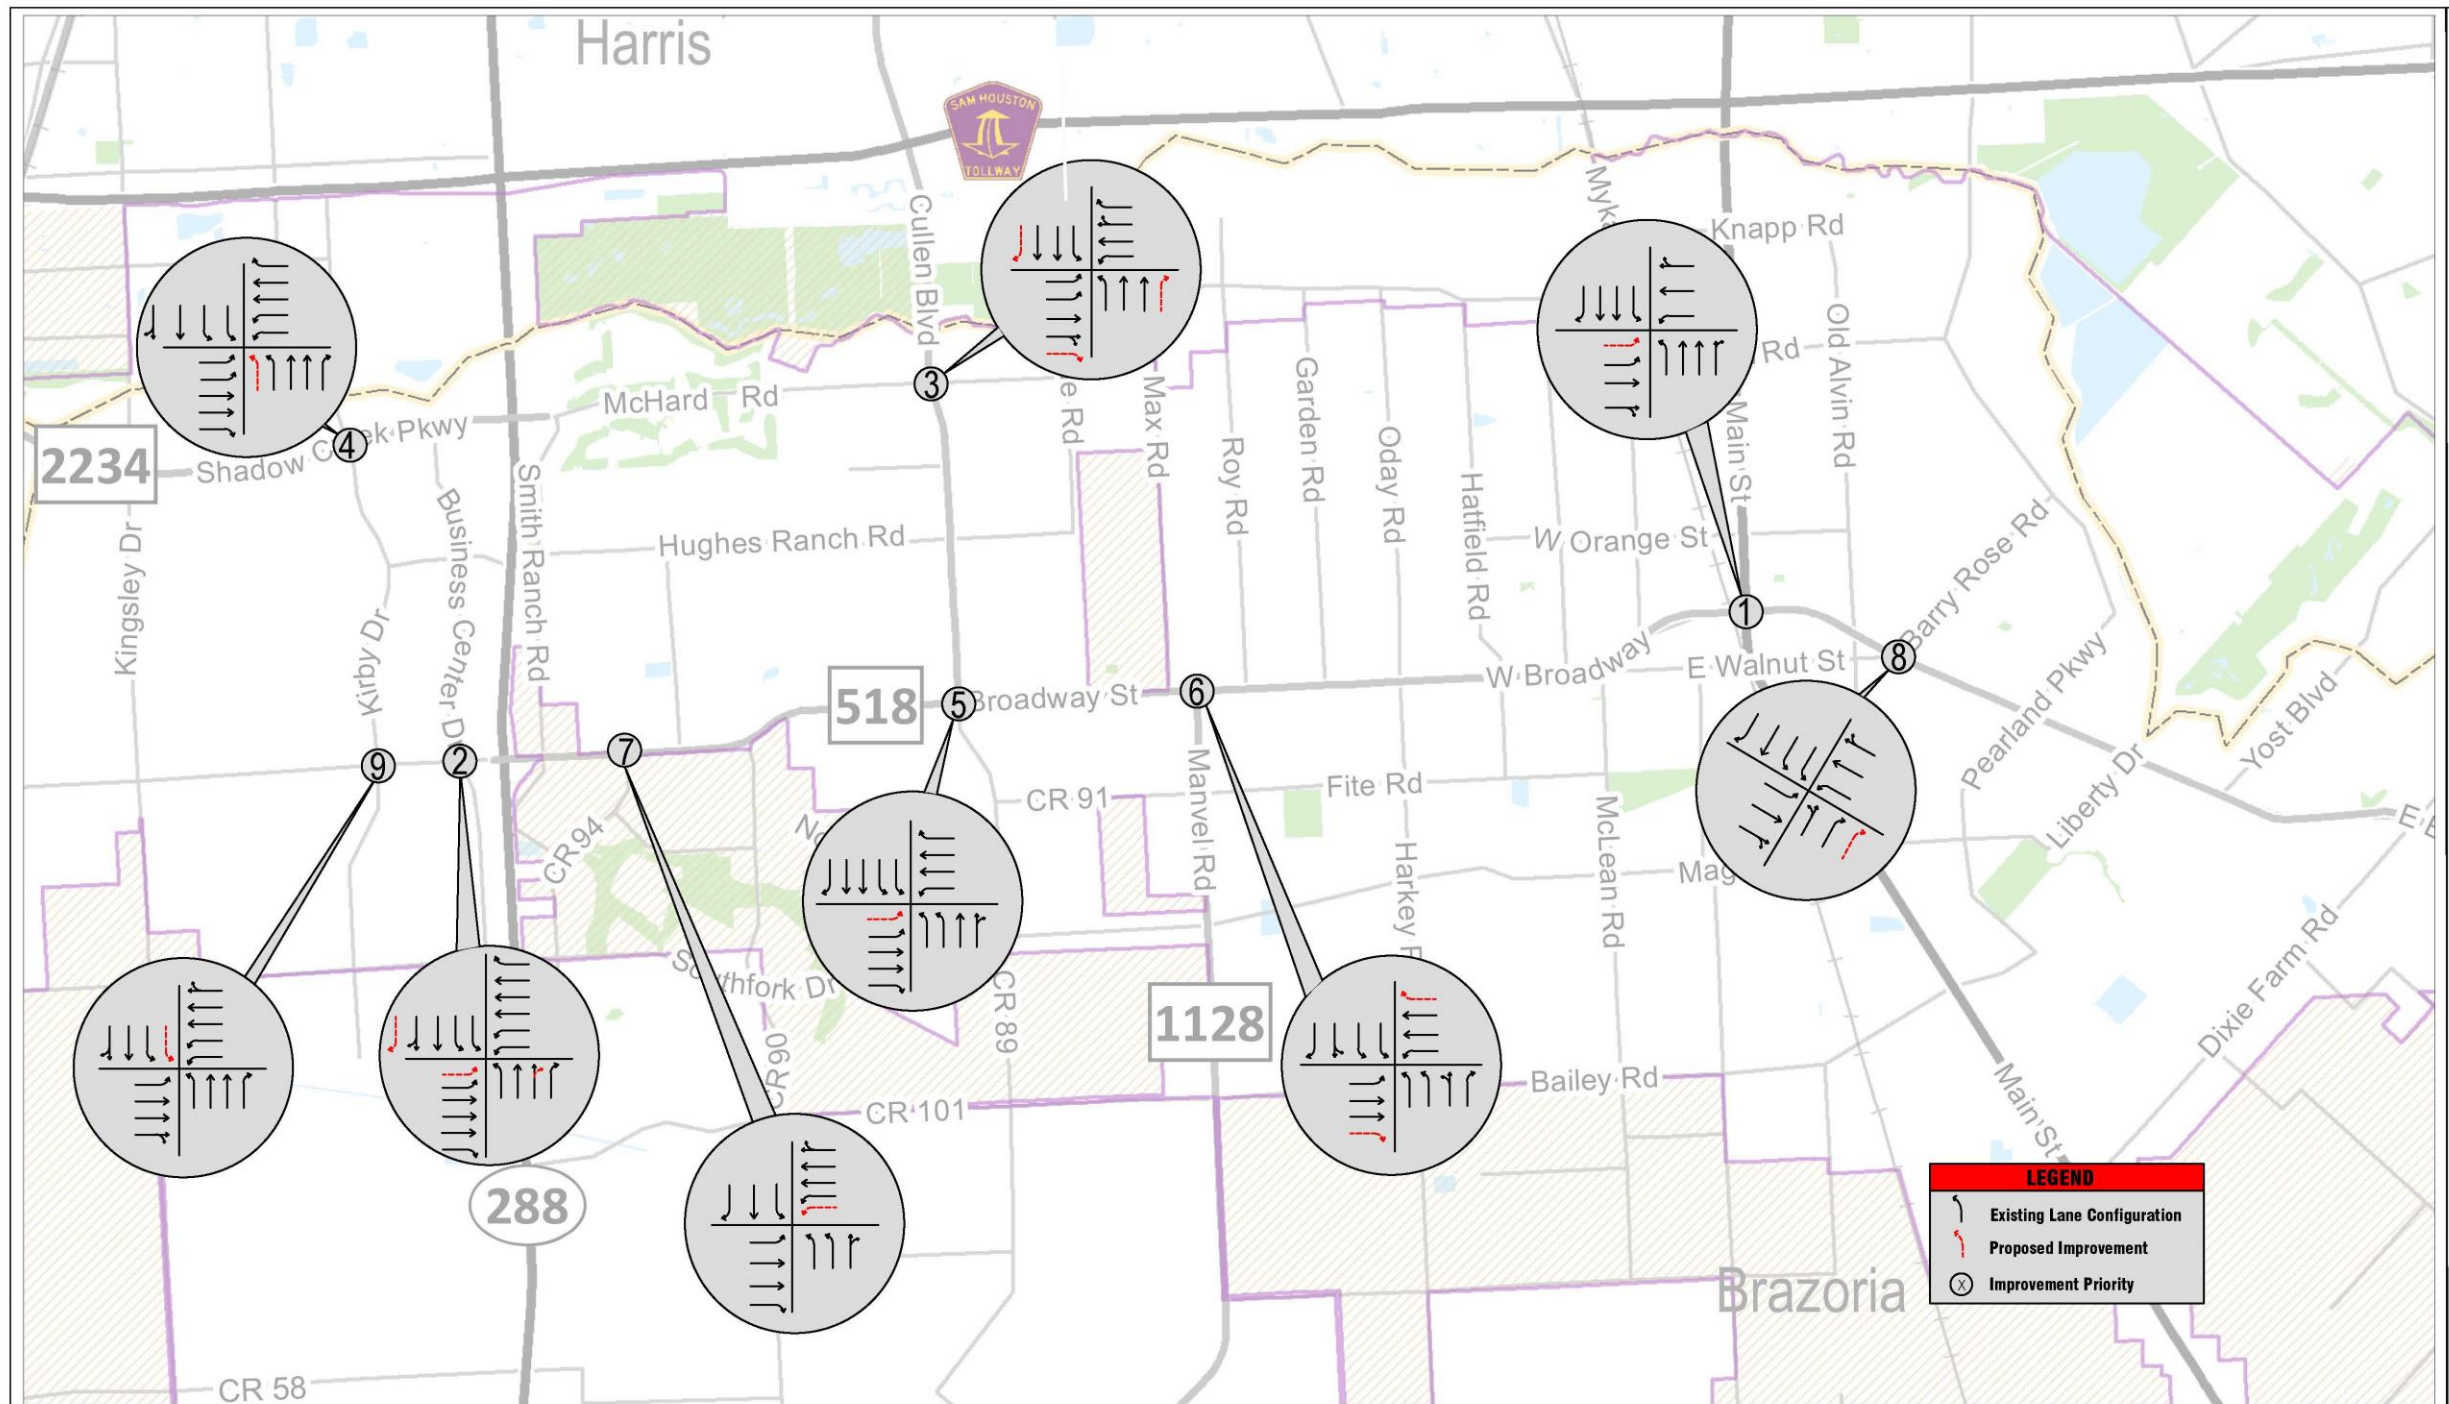 Harris
SAM HOUSTON
TOLLWAY
Knapp Rd
Cullen Blvd
Old Alvin Rd
Rd
McHard Rd
Max Rd
e Rd
Main St
Garden Rd
Oday Rd
Roy Rd
Hatfield Rd
3
4
2234
Shadow
ek Pkwy
Smith Ranch Rd
Business Center D
Kingsley Dr
Hughes Ranch Rd
W Orange St
Barry Rose Rd
1
Kirby Dr
W Broadway
E Walnut St
8
518
5
Broadway St
6
Pearland Pkwy
Yost Blvd
9
2
7
Liberty Dr
Manvel Rd
CR 91
Fite Rd
McLean Rd
CR 94
Harkey
Mag
Southfork Dr
CR 89
Dixie Farm Rd
1128
CR 90
CR 101
Bailey Rd
Main St
288
LEGEND
Existing Lane Configuration
Proposed Improvement
X Improvement Priority
Brazoria
CR 58